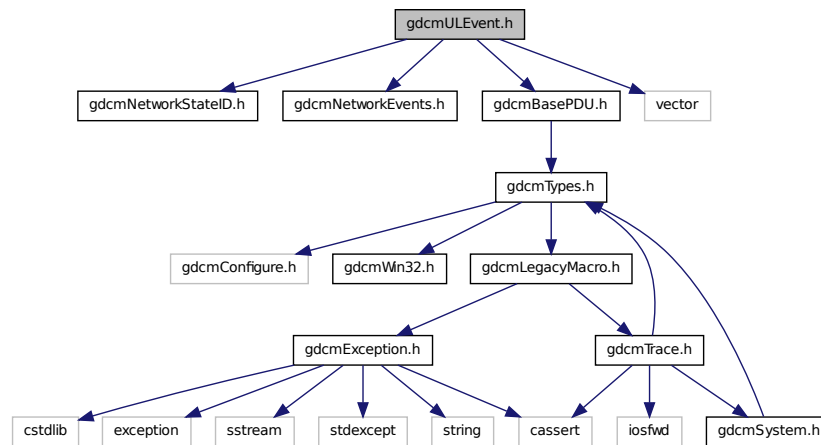 gdcmULEvent.h
gdcmNetworkStateID.h
gdcmNetworkEvents.h
gdcmBasePDU.h
vector
gdcmTypes.h
gdcmConfigure.h
gdcmWin32.h
gdcmLegacyMacro.h
gdcmException.h
gdcmTrace.h
cstdlib
exception
sstream
stdexcept
string
cassert
iosfwd
gdcmSystem.h